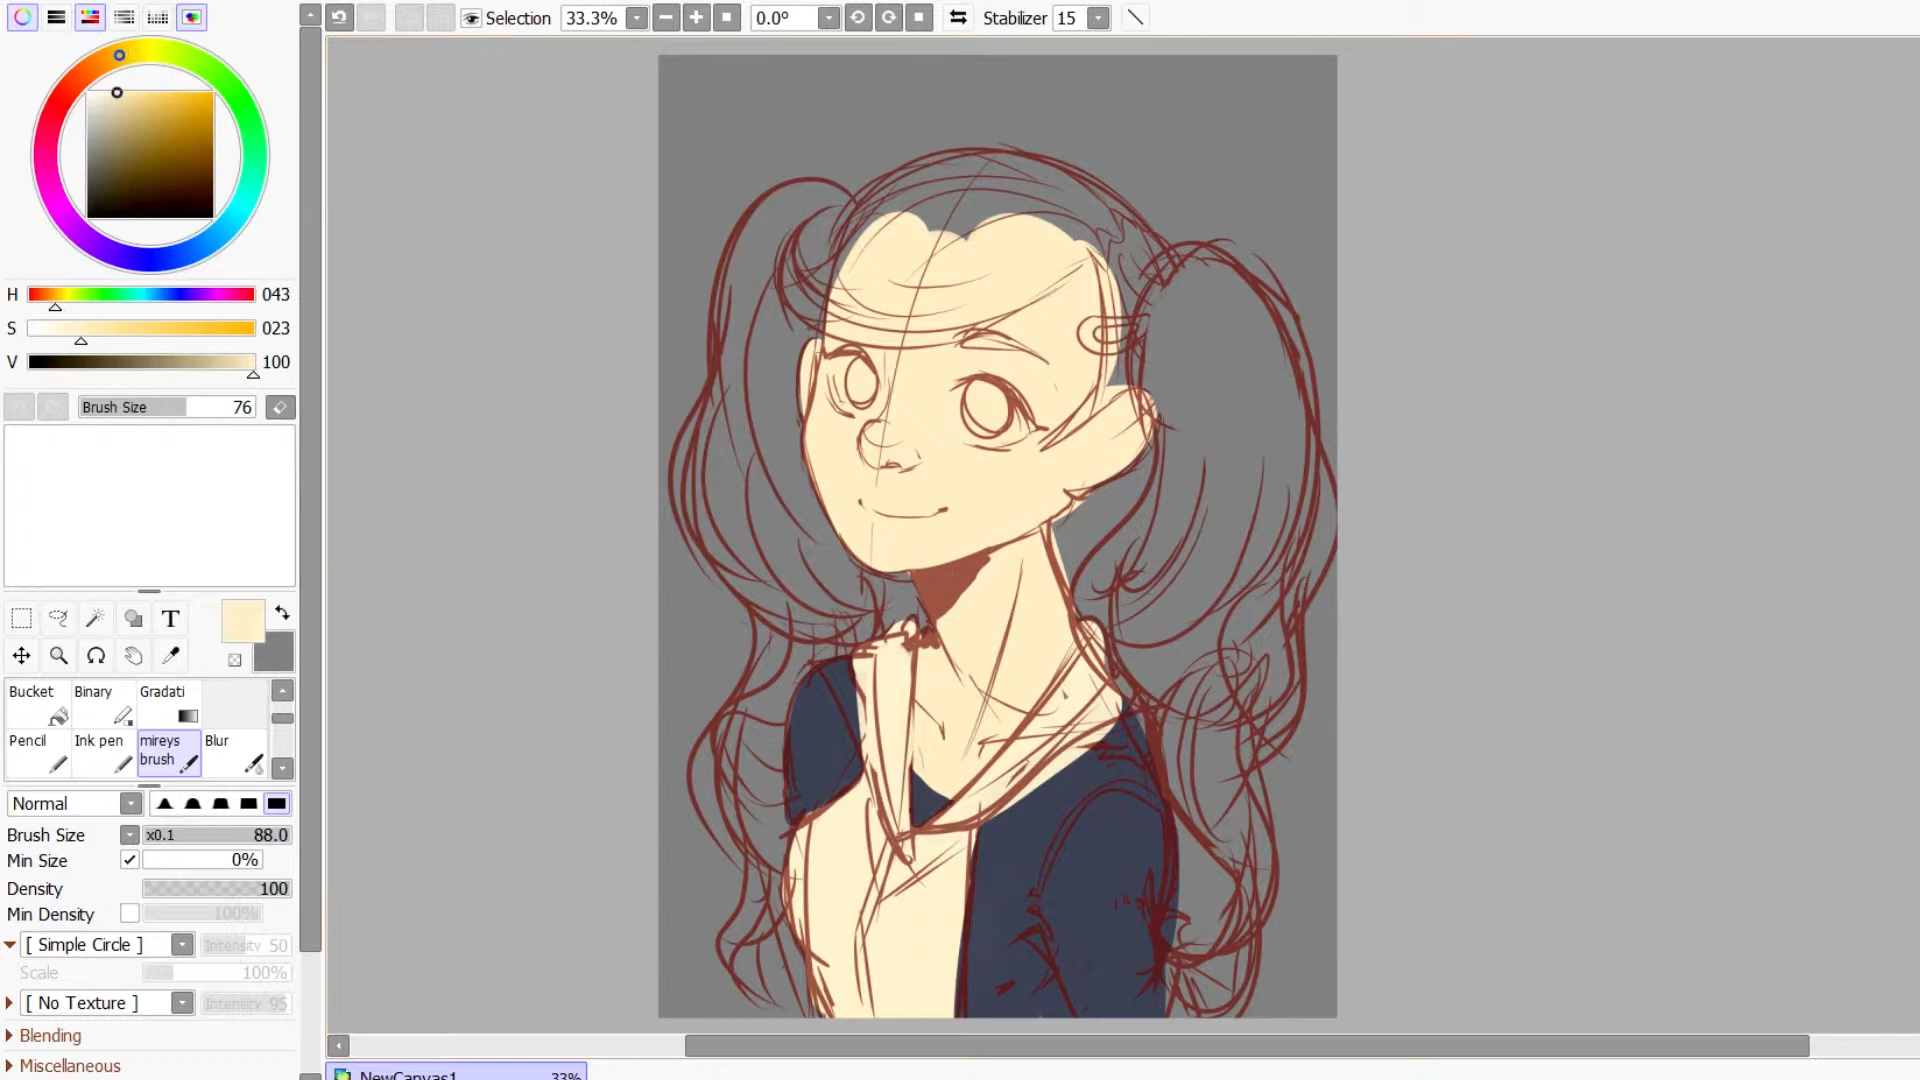 Selection 33.3% 0.0º Stabilizer 15
H 043
S 023
V 100
Brush Size 76
T
Bucket Binary Gradati
Pencil Ink pen mireys brush Blur
Normal
Brush Size x0.1 88.0
Min Size 0%
Density 100
Min Density 100%
[ Simple Circle ] Intensity 50
Scale 100%
[ No Texture ] Intensity 95
Blending
Miscellaneous
NewCanvas1 33%